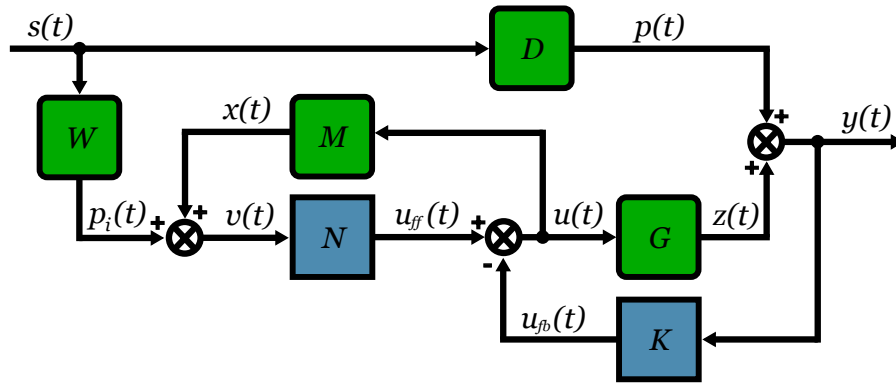 s(t)
D
p(t)
W
x(t)
M
+
y(t)
+
p_i(t)
+
+
v(t)
N
u_ff(t)
+
u(t)
G
z(t)
-
u_fb(t)
K